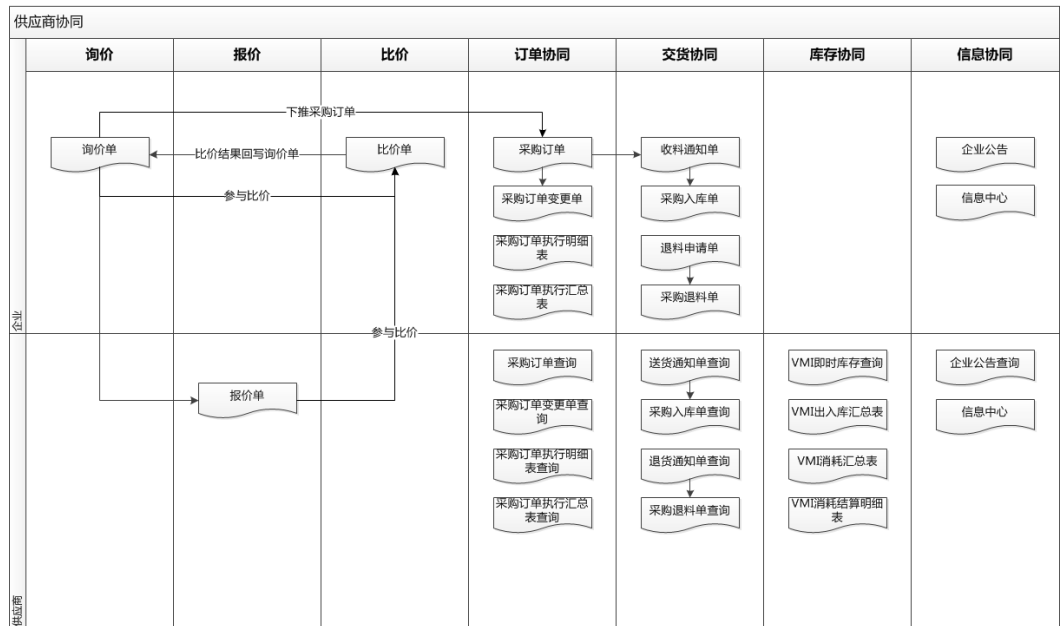 供应商协同
询价
报价
比价
订单协同
交货协同
库存协同
信息协同
企业
下推采购订单
询价单
比价结果回写询价单
比价单
采购订单
收料通知单
企业公告
参与比价
采购订单变更单
采购入库单
信息中心
采购订单执行明细
表
退料申请单
采购订单执行汇总
表
采购退料单
参与比价
供应商
报价单
采购订单查询
送货通知单查询
VMI即时库存查询
企业公告查询
采购订单变更单查
询
采购入库单查询
VMI出入库汇总表
信息中心
采购订单执行明细
表查询
退货通知单查询
VMI消耗汇总表
采购订单执行汇总
表查询
采购退料单查询
VMI消耗结算明细
表